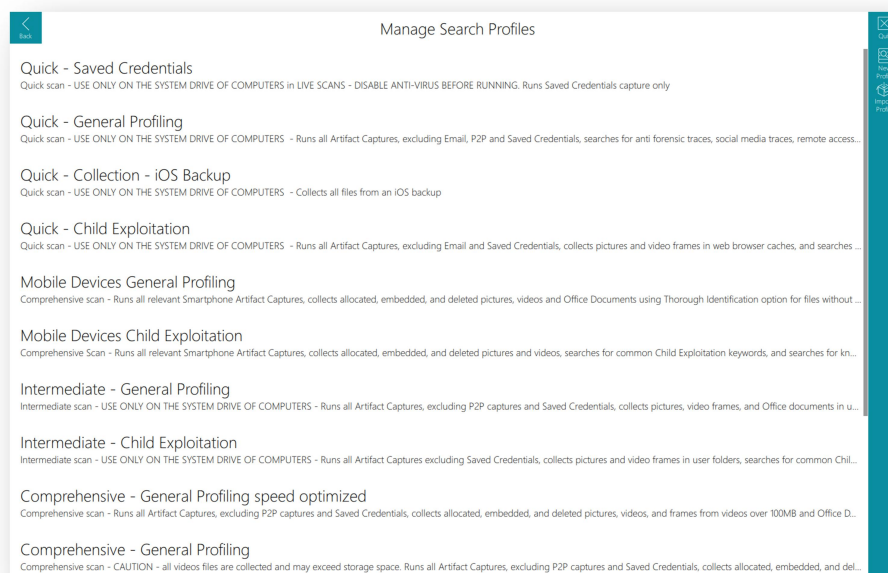 Back
Manage Search Profiles
Quick - Saved Credentials
Quick scan - USE ONLY ON THE SYSTEM DRIVE OF COMPUTERS in LIVE SCANS - DISABLE ANTI-VIRUS BEFORE RUNNING. Runs Saved Credentials capture only
Quick - General Profiling
Quick scan - USE ONLY ON THE SYSTEM DRIVE OF COMPUTERS - Runs all Artifact Captures, excluding Email, P2P and Saved Credentials, searches for anti forensic traces, social media traces, remote access...
Quick - Collection - iOS Backup
Quick scan - USE ONLY ON THE SYSTEM DRIVE OF COMPUTERS - Collects all files from an iOS backup
Quick - Child Exploitation
Quick scan - USE ONLY ON THE SYSTEM DRIVE OF COMPUTERS - Runs all Artifact Captures, excluding Email and Saved Credentials, collects pictures and video frames in web browser caches, and searches ...
Mobile Devices General Profiling
Comprehensive scan - Runs all relevant Smartphone Artifact Captures, collects allocated, embedded, and deleted pictures, videos and Office Documents using Thorough Identification option for files without ...
Mobile Devices Child Exploitation
Comprehensive Scan - Runs all relevant Smartphone Artifact Captures, collects allocated, embedded, and deleted pictures and videos, searches for common Child Exploitation keywords, and searches for kn...
Intermediate - General Profiling
Intermediate scan - USE ONLY ON THE SYSTEM DRIVE OF COMPUTERS - Runs all Artifact Captures, excluding P2P captures and Saved Credentials, collects pictures, video frames, and Office documents in u...
Intermediate - Child Exploitation
Intermediate scan - USE ONLY ON THE SYSTEM DRIVE OF COMPUTERS - Runs all Artifact Captures excluding Saved Credentials, collects pictures and video frames in user folders, searches for common Chil...
Comprehensive - General Profiling speed optimized
Comprehensive scan - Runs all Artifact Captures, excluding P2P captures and Saved Credentials, collects allocated, embedded, and deleted pictures, videos, and frames from videos over 100MB and Office D...
Comprehensive - General Profiling
Comprehensive scan - CAUTION - all videos files are collected and may exceed storage space. Runs all Artifact Captures, excluding P2P captures and Saved Credentials, collects allocated, embedded, and del...